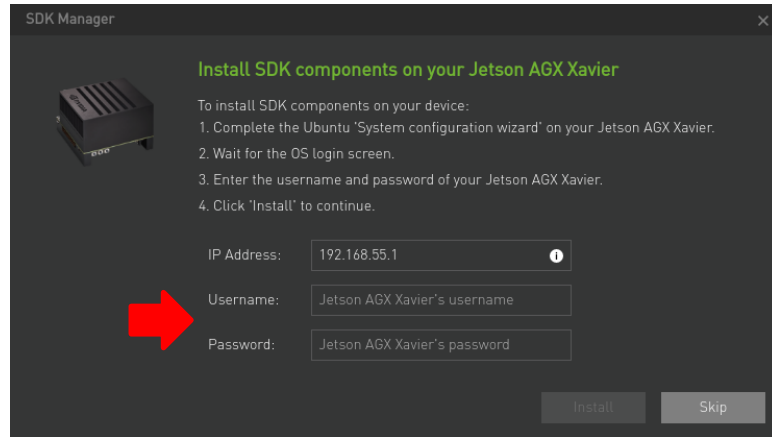 SDK Manager
Install SDK components on your Jetson AGX Xavier
To install SDK components on your device:
1. Complete the Ubuntu 'System configuration wizard' on your Jetson AGX Xavier.
2. Wait for the OS login screen.
3. Enter the username and password of your Jetson AGX Xavier.
4. Click 'Install' to continue.
IP Address: 192.168.55.1
Username: Jetson AGX Xavier's username
Password: Jetson AGX Xavier's password
Install Skip